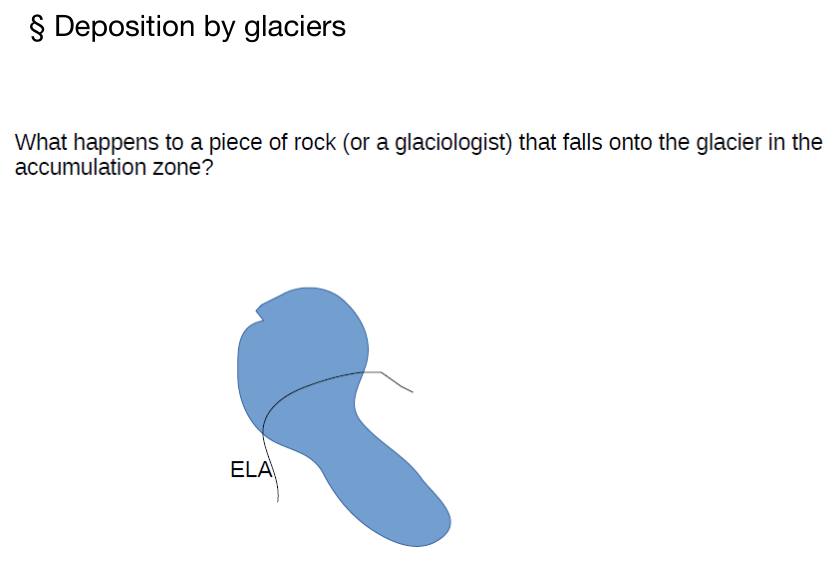 § Deposition by glaciers
What happens to a piece of rock (or a glaciologist) that falls onto the glacier in the
accumulation zone?
ELA